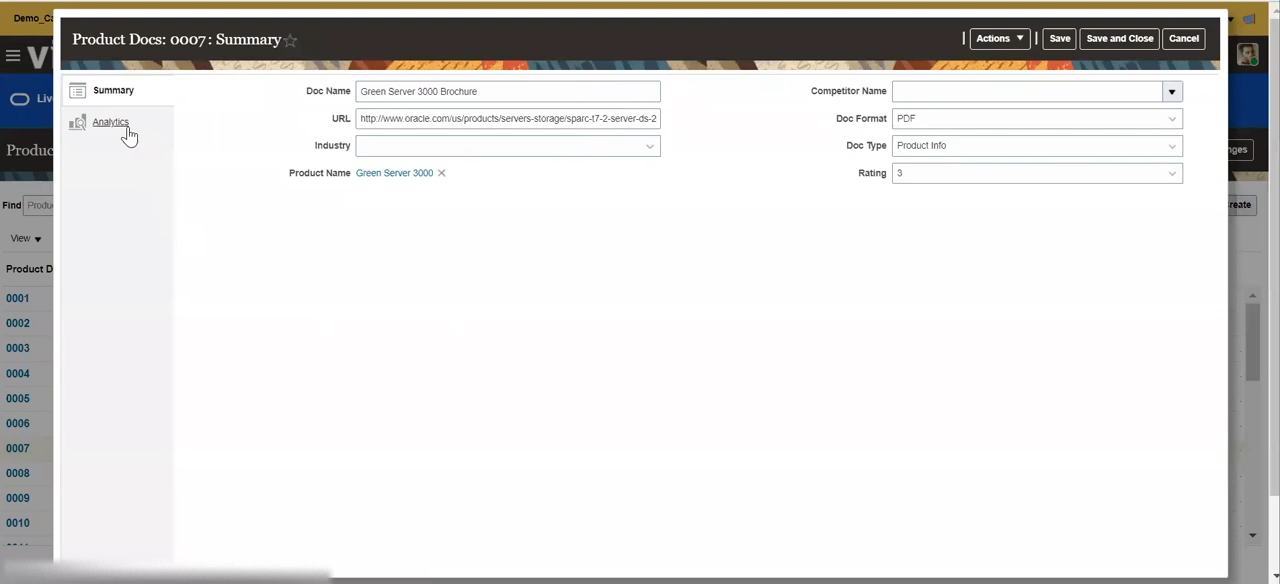 Demo_Ca
Product Docs: 0007 : Summary
Actions
Save
Save and Close
Cancel
V
Liv
Produc
nges
Find
Produ
reate
View
Product D
0001
0002
0003
0004
0005
0006
0007
0008
0009
0010
Summary
Analytics
Doc Name Green Server 3000 Brochure
URL http://www.oracle.com/us/products/servers-storage/sparc-t7-2-server-ds-2
Industry
Product Name Green Server 3000
Competitor Name
Doc Format PDF
Doc Type Product Info
Rating 3